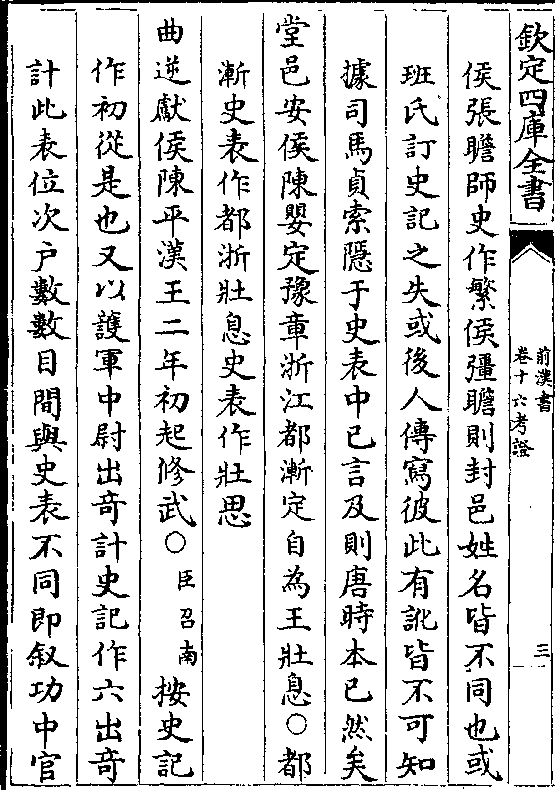 欽定四庫全書
前漢書
卷十六考證
三
侯張瞻師史作繁侯彊瞻則封邑姓名皆不同也或
班氏訂史記之失或後人傳寫彼此有訛皆不可知
據司馬貞索隱于史表中已言及則唐時本已然矣
堂邑安侯陳嬰定豫章浙江都漸定自為王壯息〇都
漸史表作都浙壯息史表作壯思
曲逆獻侯陳平漢王二年初起修武〇臣召南按史記
作初從是也又以護軍中尉出奇計史記作六出奇
計此表位次戶數數目間與史表不同即叙功中官